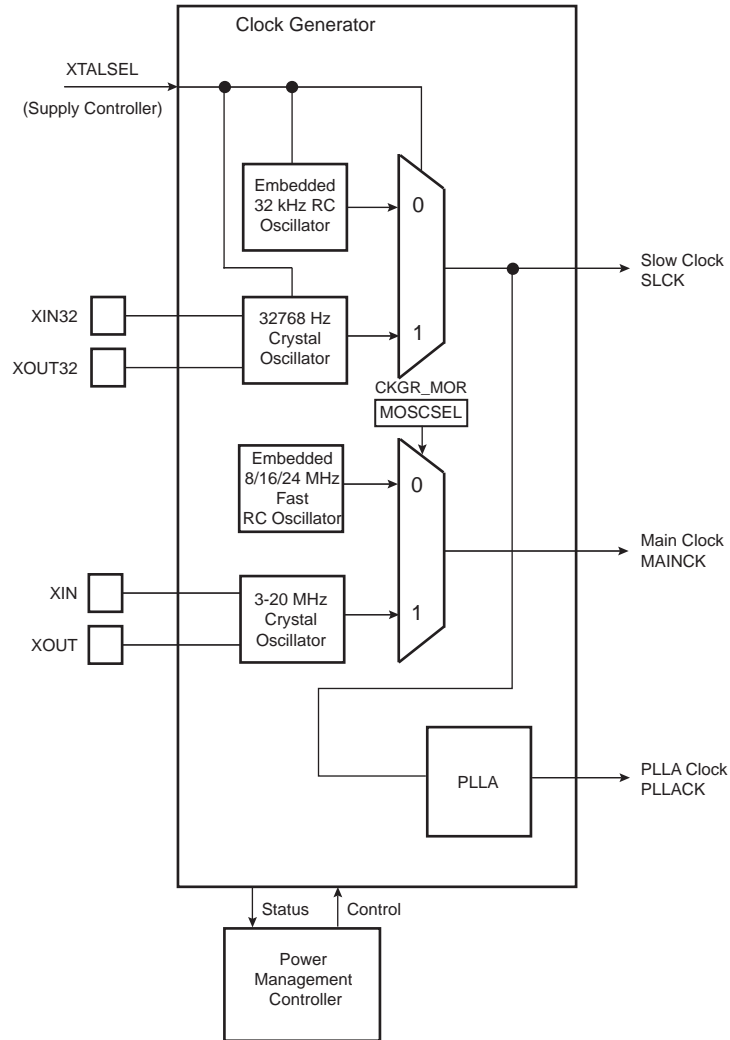 Clock Generator
XTALSEL
(Supply Controller)
Embedded
32 kHz RC
Oscillator
0
Slow Clock
SLCK
XIN32
32768 Hz
Crystal
Oscillator
1
XOUT32
CKGR_MOR
MOSCSEL
Embedded
8/16/24 MHz
Fast
RC Oscillator
0
Main Clock
MAINCK
XIN
3-20 MHz
Crystal
Oscillator
1
XOUT
PLLA
PLLA Clock
PLLACK
Status
Control
Power
Management
Controller